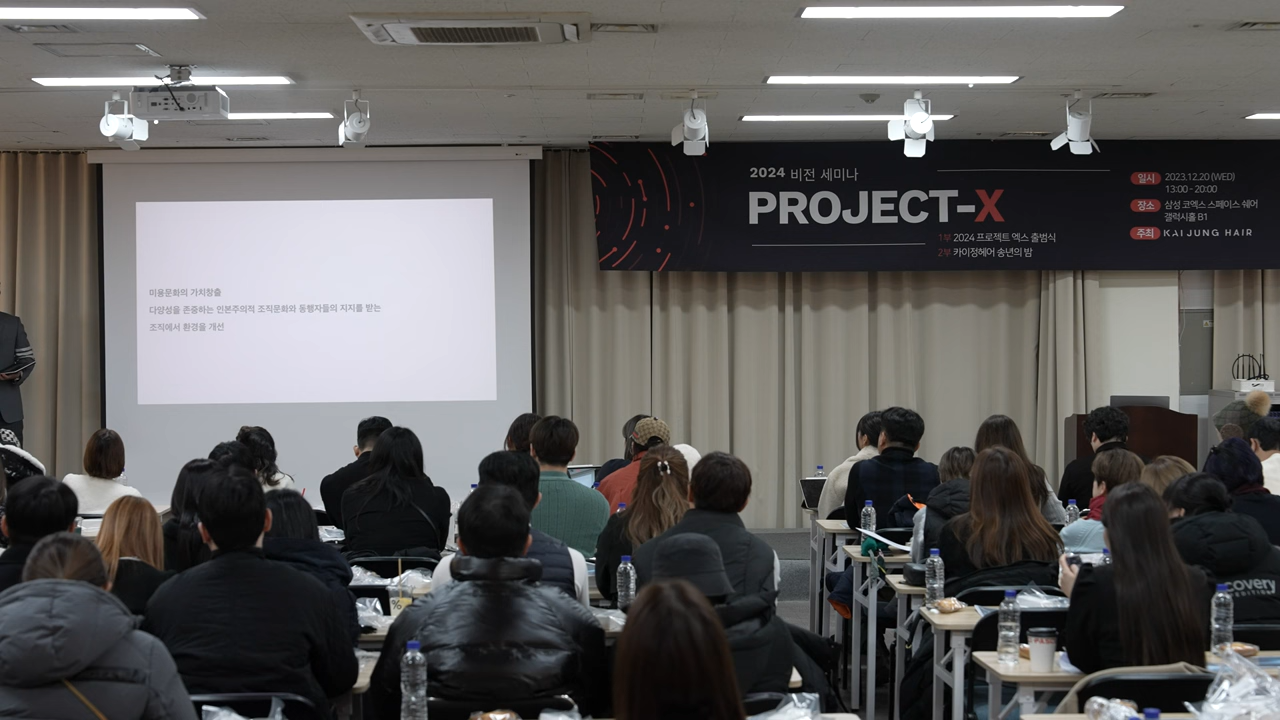 미용문화의 가치창출
다양성을 존중하는 인본주의적 조직문화와 동행자들의 지지를 받는
조직에서 환경을 개선
2024 비전 세미나
PROJECT-X
1부 2024 프로젝트 엑스 출범식
2부 카이정헤어 송년의 밤
일시 2023.12.20 (WED)
13:00 - 20:00
장소 삼성 코엑스 스페이스 쉐어
갤럭시홀 B1
주최 KAIJUNG HAIR
covery